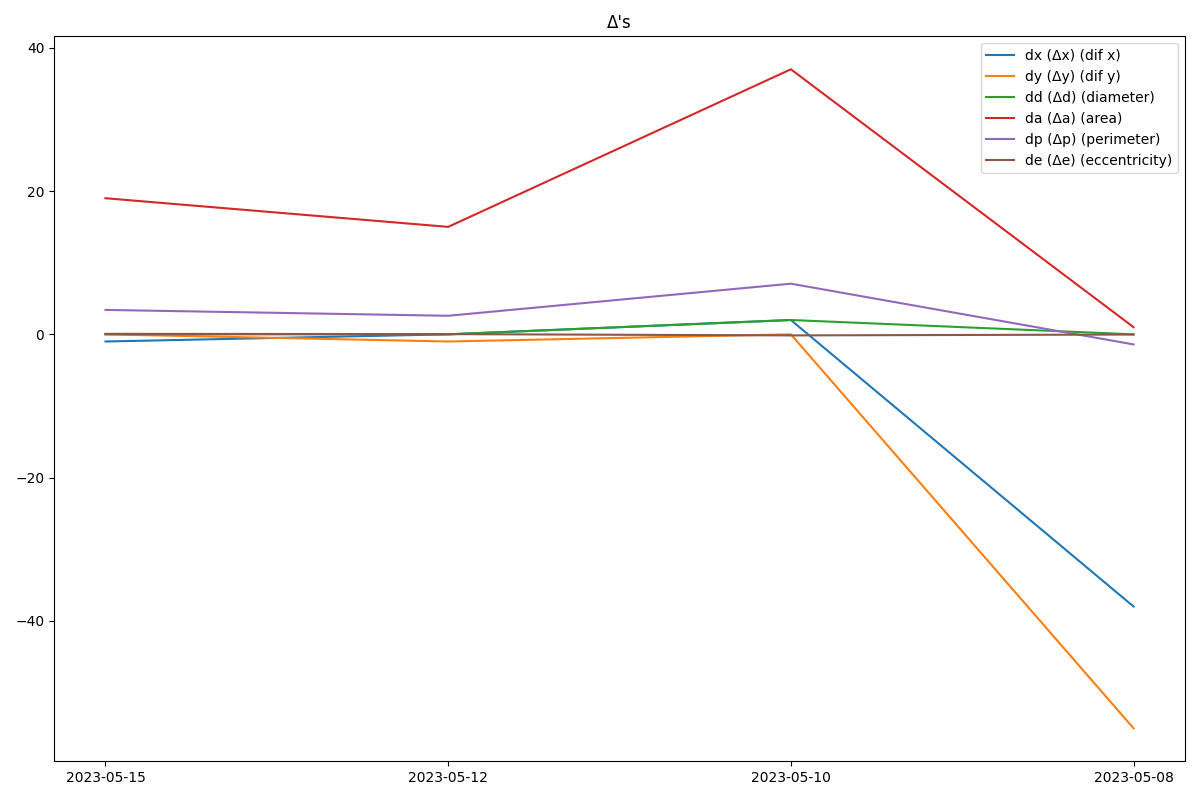 Δ's
40
20
0
−20
−40
dx (Δx) (dif x)
dy (Δy) (dif y)
dd (Δd) (diameter)
da (Δa) (area)
dp (Δp) (perimeter)
de (Δe) (eccentricity)
2023-05-15 2023-05-12 2023-05-10 2023-05-08